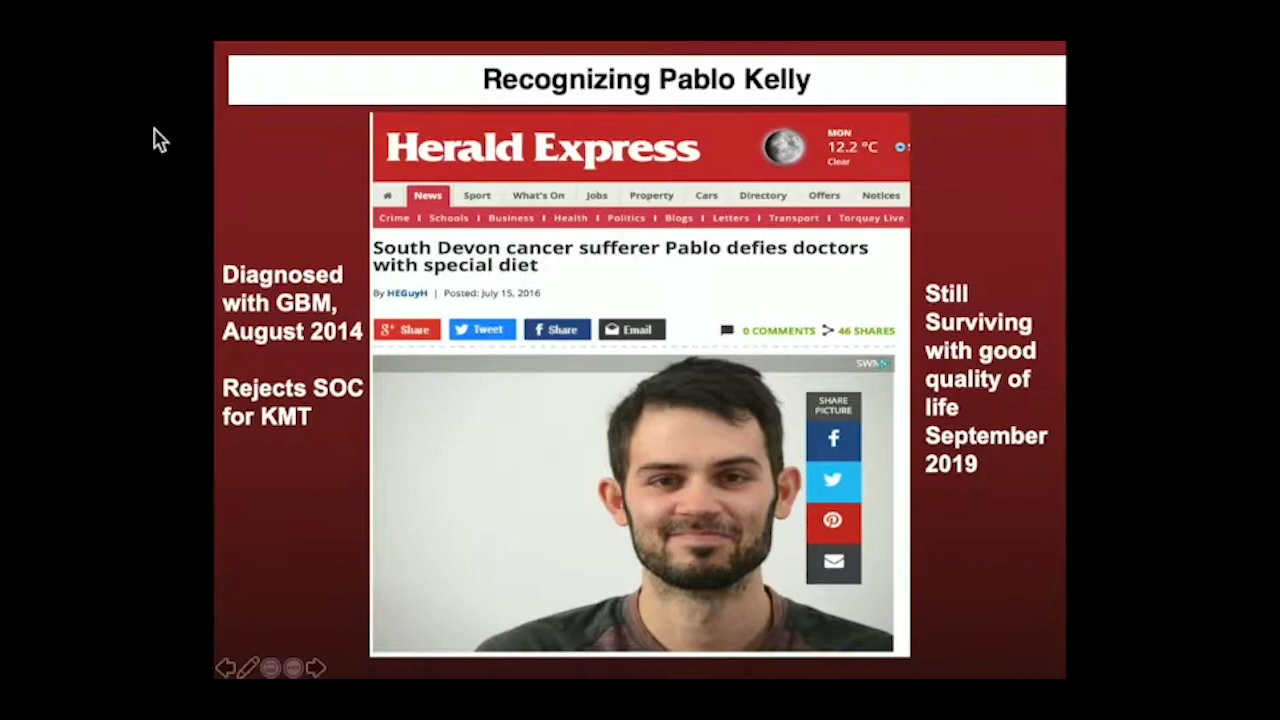 Recognizing Pablo Kelly
Herald Express
MON
12.2 °C
Clear
News Sport What's On Jobs Property Cars Directory Offers Notices
Crime I Schools I Business I Health I Politics I Blogs I Letters I Transport I Torquay Live
South Devon cancer sufferer Pablo defies doctors
with special diet
By HEGuyH | Posted: July 15, 2016
g+ Share Tweet f Share Email 0 COMMENTS 46 SHARES
SHARE
PICTURE
Diagnosed
with GBM,
August 2014
Rejects SOC
for KMT
Still
Surviving
with good
quality of
life
September
2019